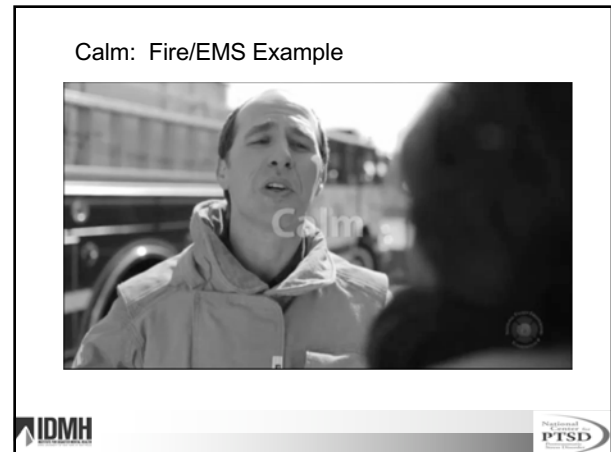 Calm: Fire/EMS Example
Calm
IDMH
National
Center for
PTSD